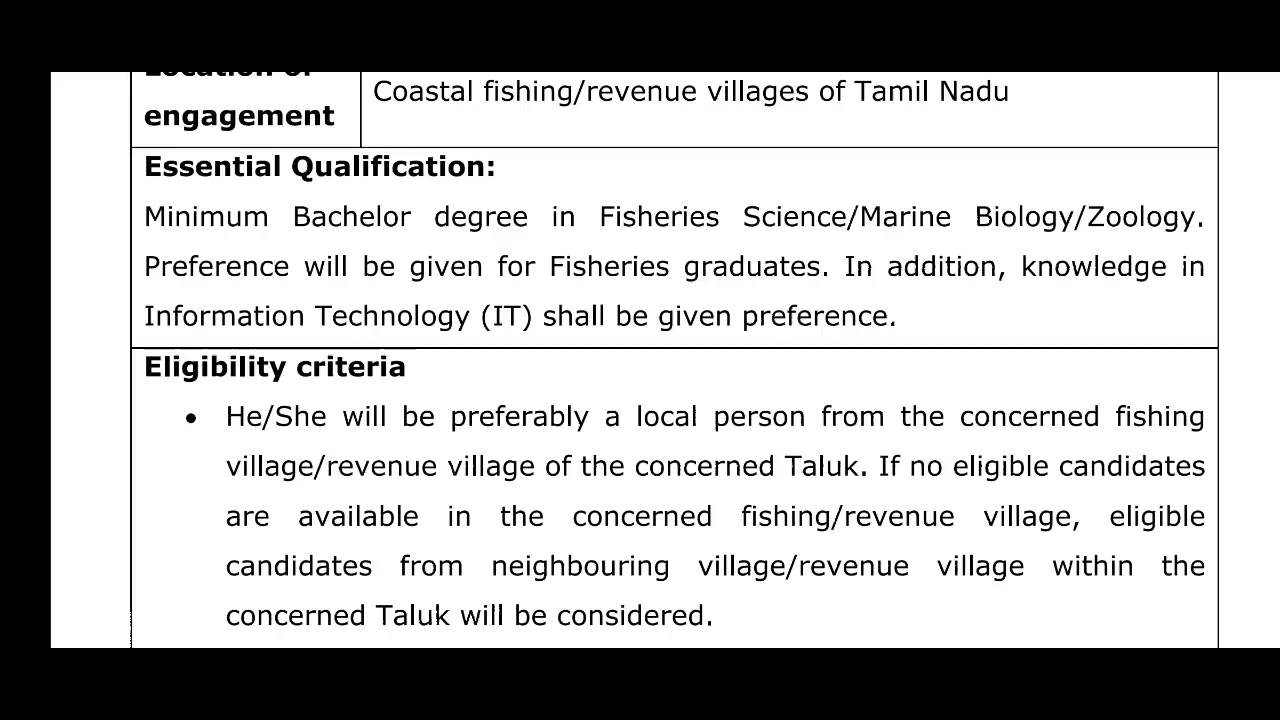 Location of
engagement
Coastal fishing/revenue villages of Tamil Nadu
Essential Qualification:
Minimum Bachelor degree in Fisheries Science/Marine Biology/Zoology.
Preference will be given for Fisheries graduates. In addition, knowledge in
Information Technology (IT) shall be given preference.
Eligibility criteria
• He/She will be preferably a local person from the concerned fishing
village/revenue village of the concerned Taluk. If no eligible candidates
are available in the concerned fishing/revenue village, eligible
candidates from neighbouring village/revenue village within the
concerned Taluk will be considered.